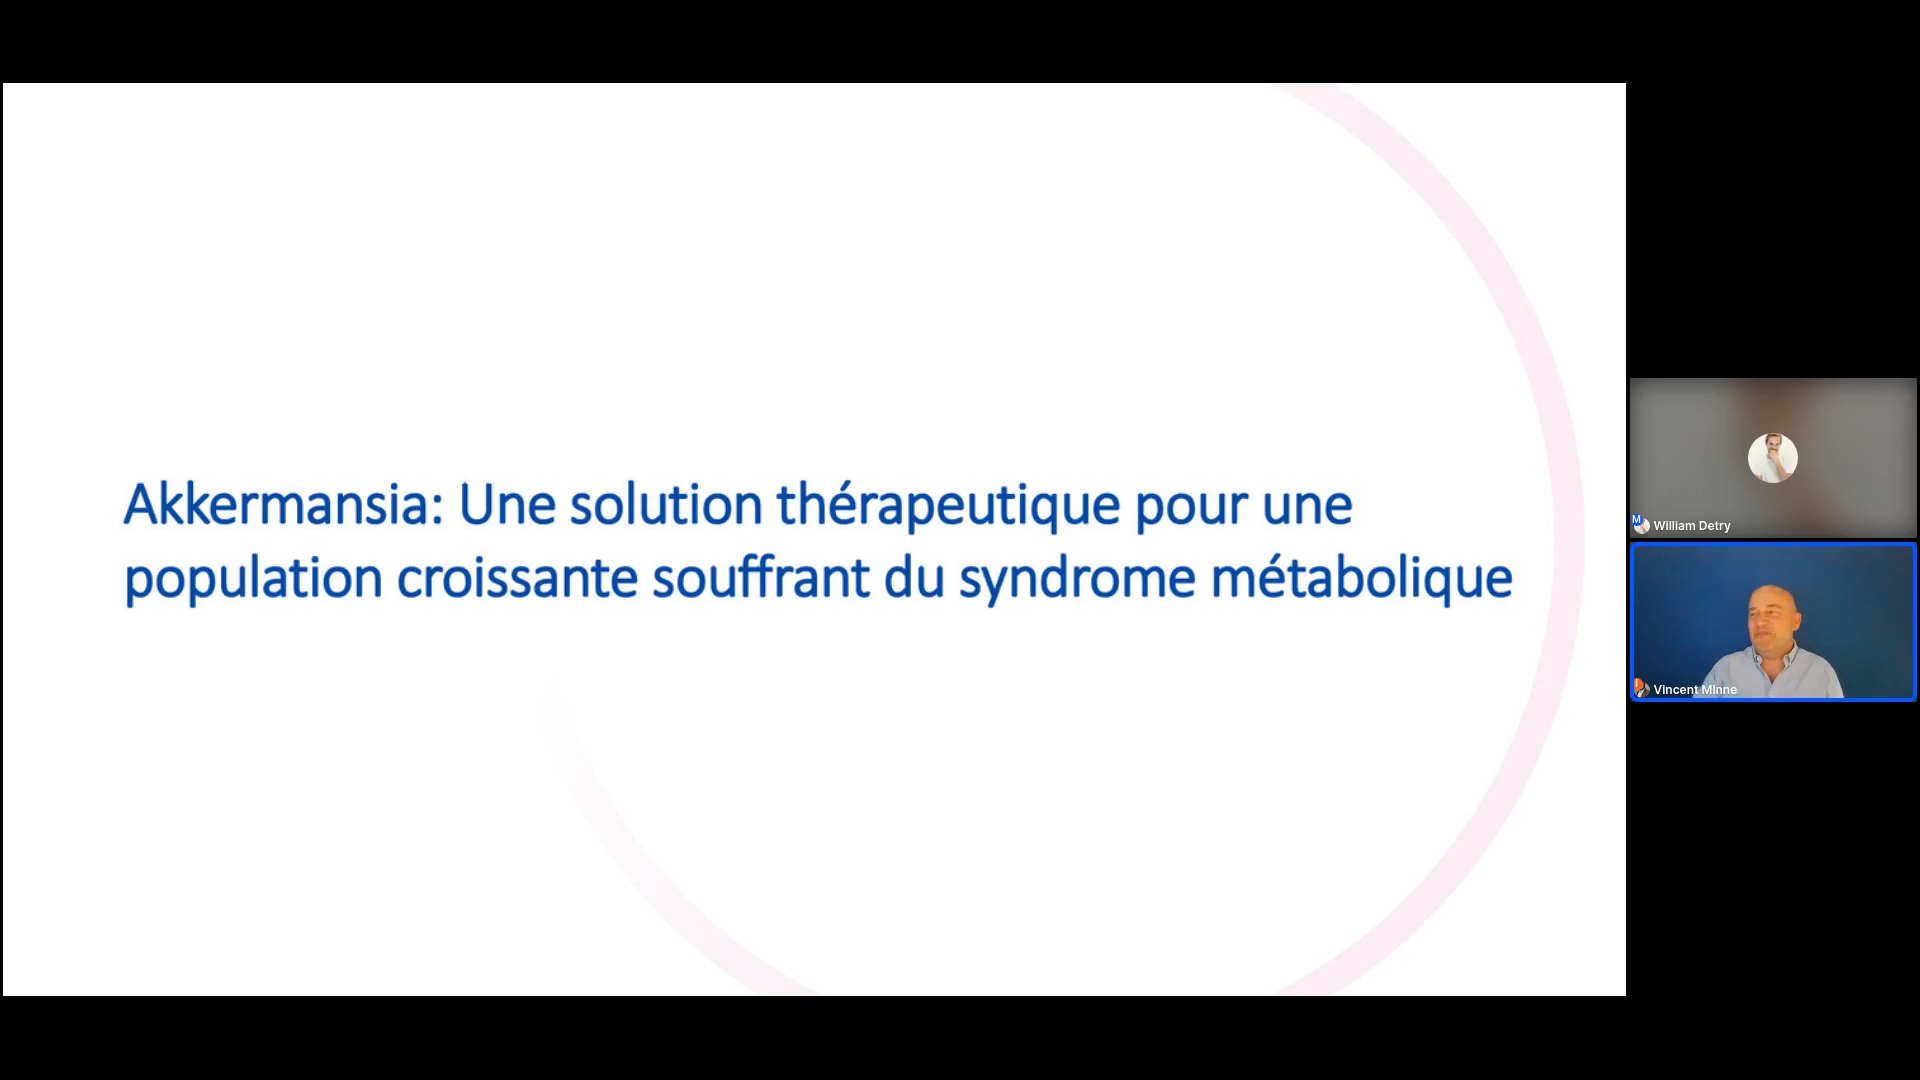 Akkermansia: Une solution thérapeutique pour une
population croissante souffrant du syndrome métabolique
M William Detry
Vincent Minne